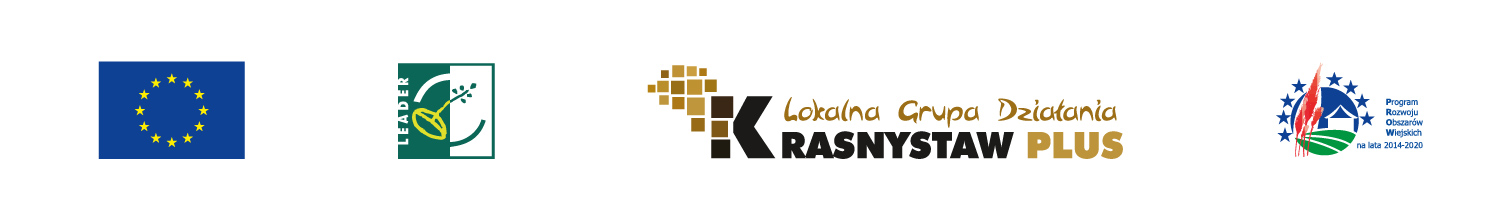 LEADER
Lokalna Grupa Działania
KRASNYSTAW PLUS
Program
Rozwoju
Obszarów
Wiejskich
na lata 2014-2020